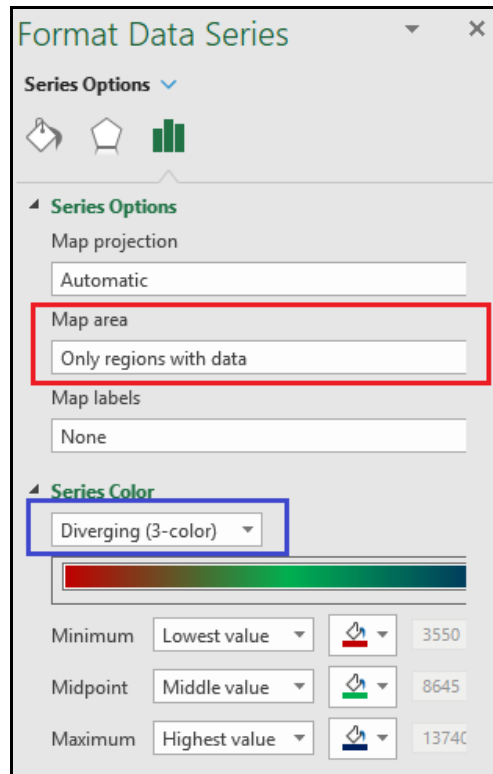 Format Data Series
Series Options
Series Options
Map projection
Automatic
Map area
Only regions with data
Map labels
None
Series Color
Diverging (3-color)
Minimum Lowest value 3550
Midpoint Middle value 8645
Maximum Highest value 13740